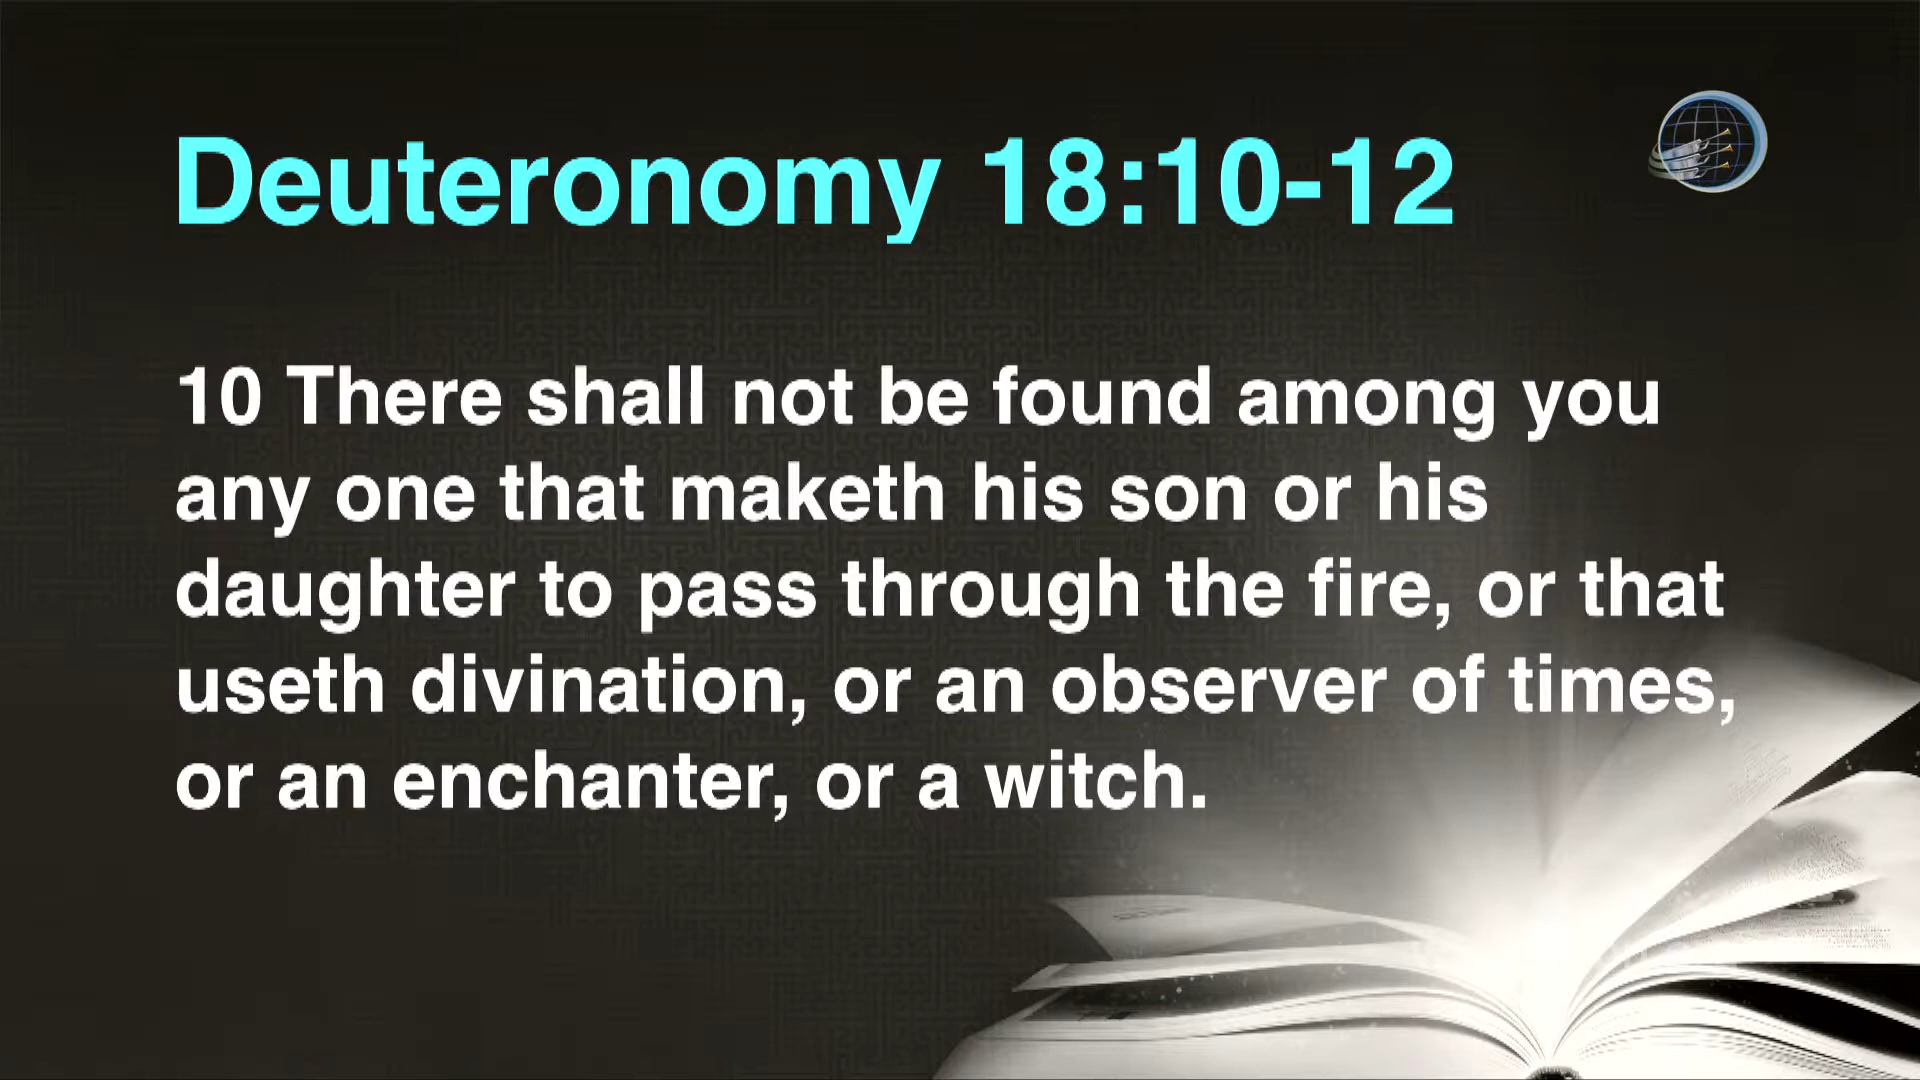 Deuteronomy 18:10-12
10 There shall not be found among you
any one that maketh his son or his
daughter to pass through the fire, or that
useth divination, or an observer of times,
or an enchanter, or a witch.